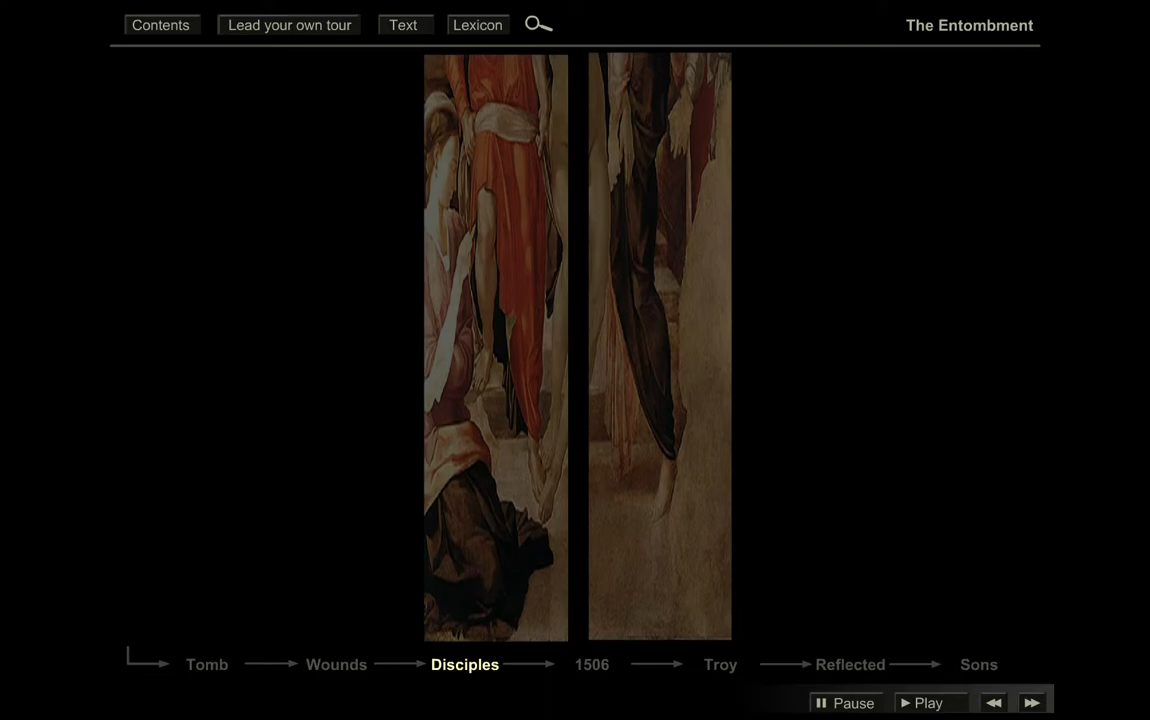 Contents Lead your own tour Text Lexicon The Entombment
Tomb Wounds Disciples 1506 Troy Reflected Sons
Pause Play